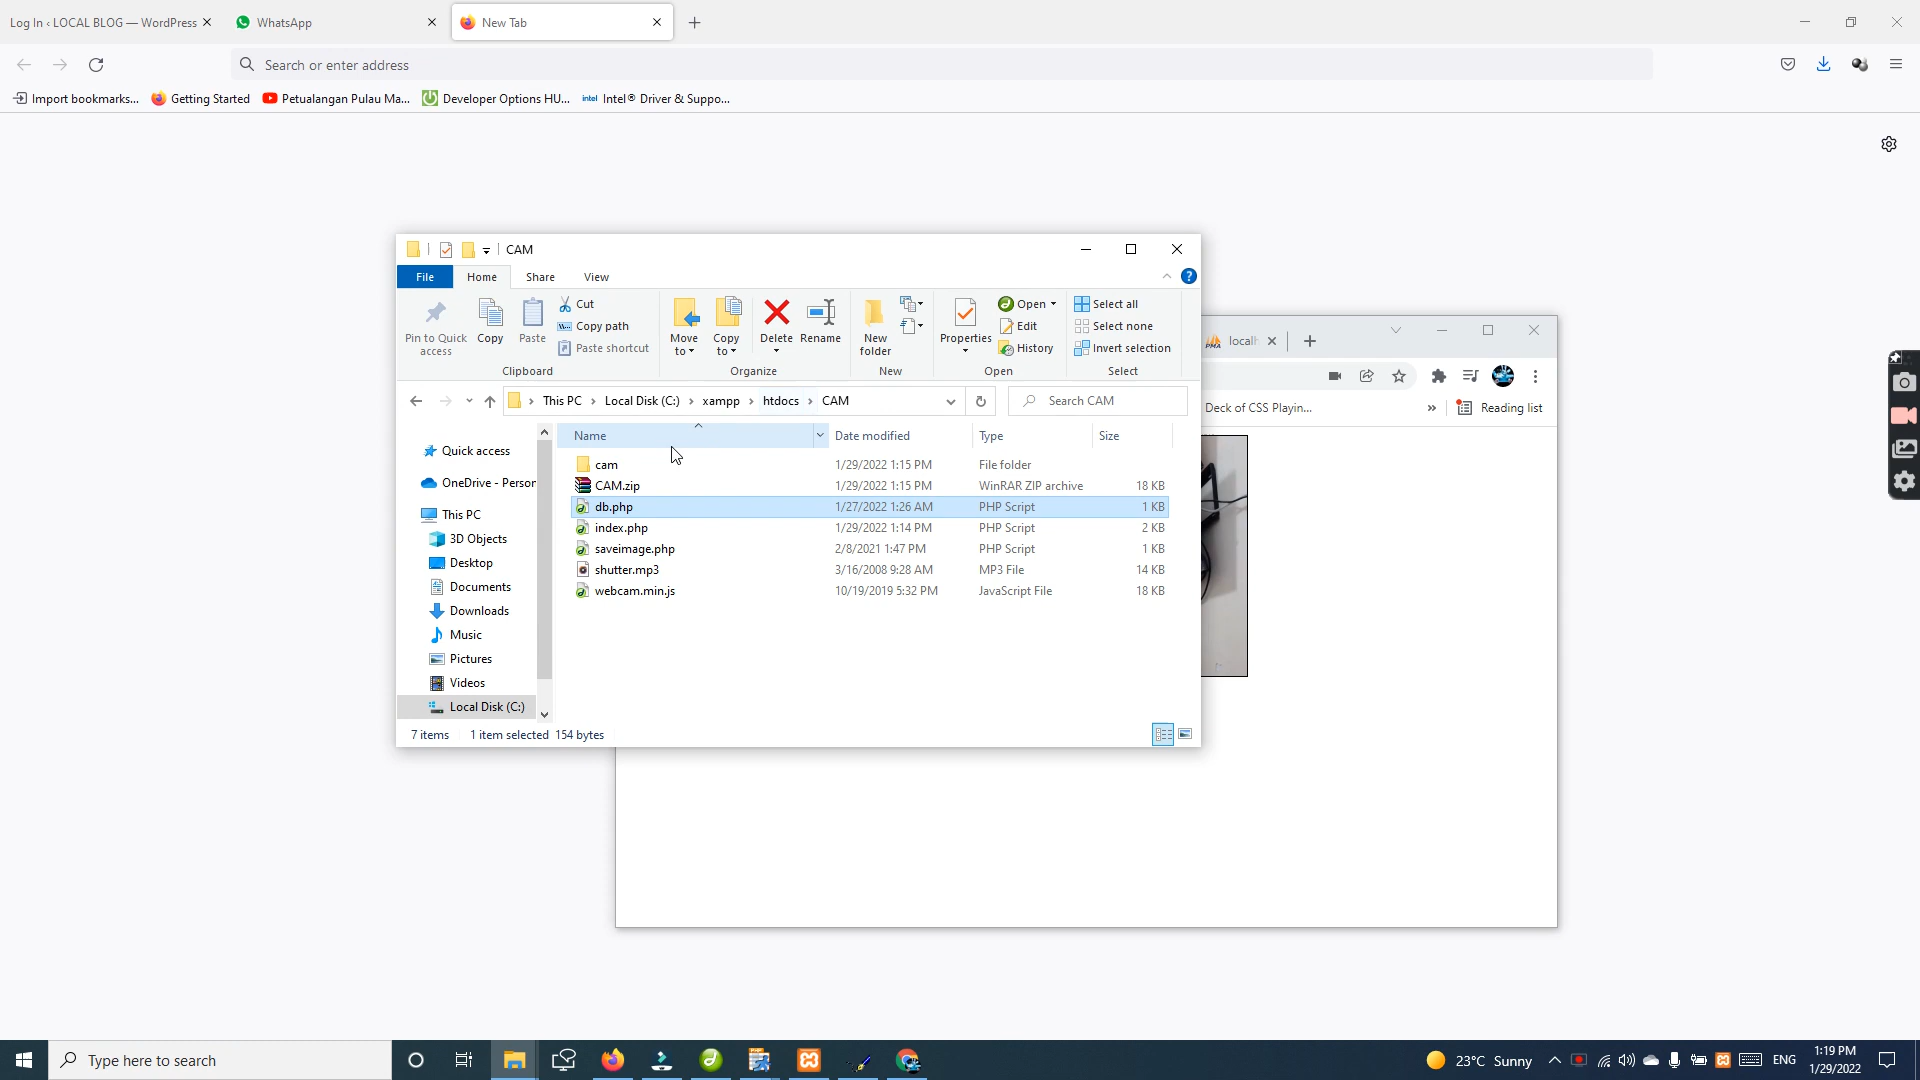 Log In ‹ LOCAL BLOG — WordPress
WhatsApp
New Tab
Search or enter address
Import bookmarks...
Getting Started
Petualangan Pulau Ma...
Developer Options HU...
intel Intel® Driver & Suppo...
CAM
File
Home
Share
View
Pin to Quick access
Copy
Paste
Cut
Copy path
Paste shortcut
Clipboard
Move to
Copy to
Delete
Rename
Organize
New folder
New
Properties
Open
Edit
History
Open
Select all
Select none
Invert selection
Select
This PC
Local Disk (C:)
xampp
htdocs
CAM
Search CAM
Name
Date modified
Type
Size
cam 1/29/2022 1:15 PM File folder
CAM.zip 1/29/2022 1:15 PM WinRAR ZIP archive 18 KB
db.php 1/27/2022 1:26 AM PHP Script 1 KB
index.php 1/29/2022 1:14 PM PHP Script 2 KB
saveimage.php 2/8/2021 1:47 PM PHP Script 1 KB
shutter.mp3 3/16/2008 9:28 AM MP3 File 14 KB
webcam.min.js 10/19/2019 5:32 PM JavaScript File 18 KB
Quick access
OneDrive - Person
This PC
3D Objects
Desktop
Documents
Downloads
Music
Pictures
Videos
Local Disk (C:)
7 items 1 item selected 154 bytes
PMA
localh
Deck of CSS Playin...
»
Reading list
Type here to search
23°C Sunny
ENG
1:19 PM
1/29/2022